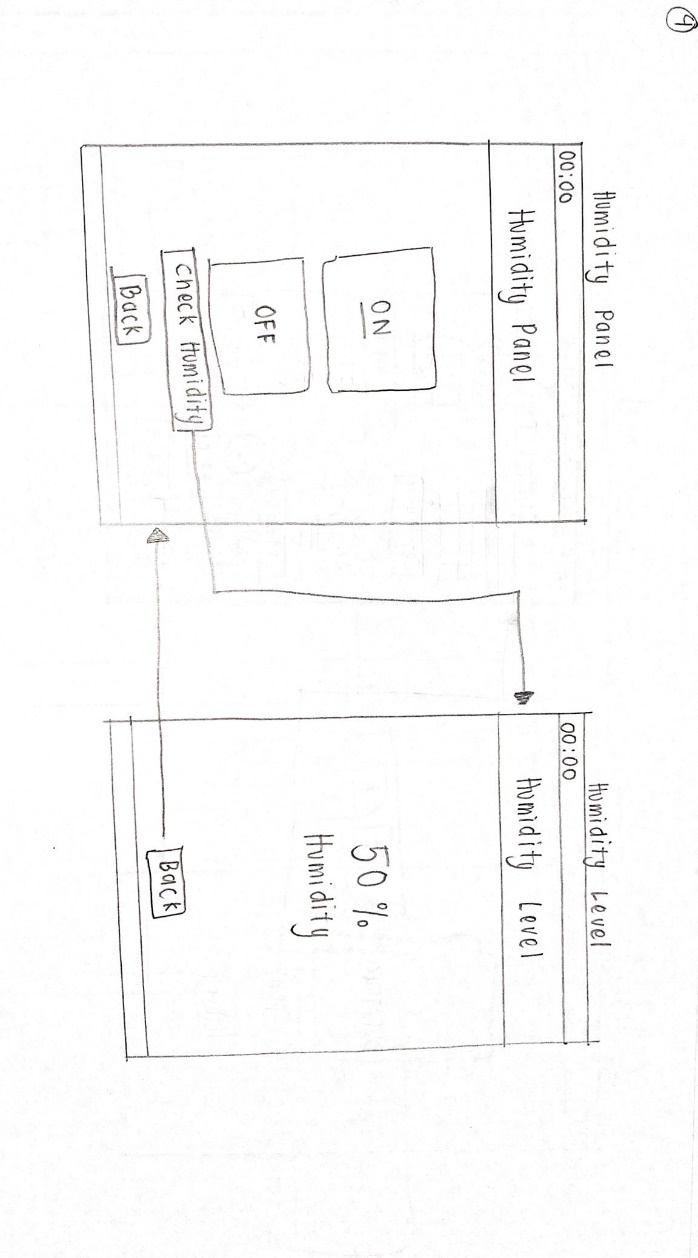 Humidity Panel
00:00
Humidity Panel
ON
OFF
Check Humidity
Back
Humidity Level
00:00
Humidity Level
50%
Humidity
Back